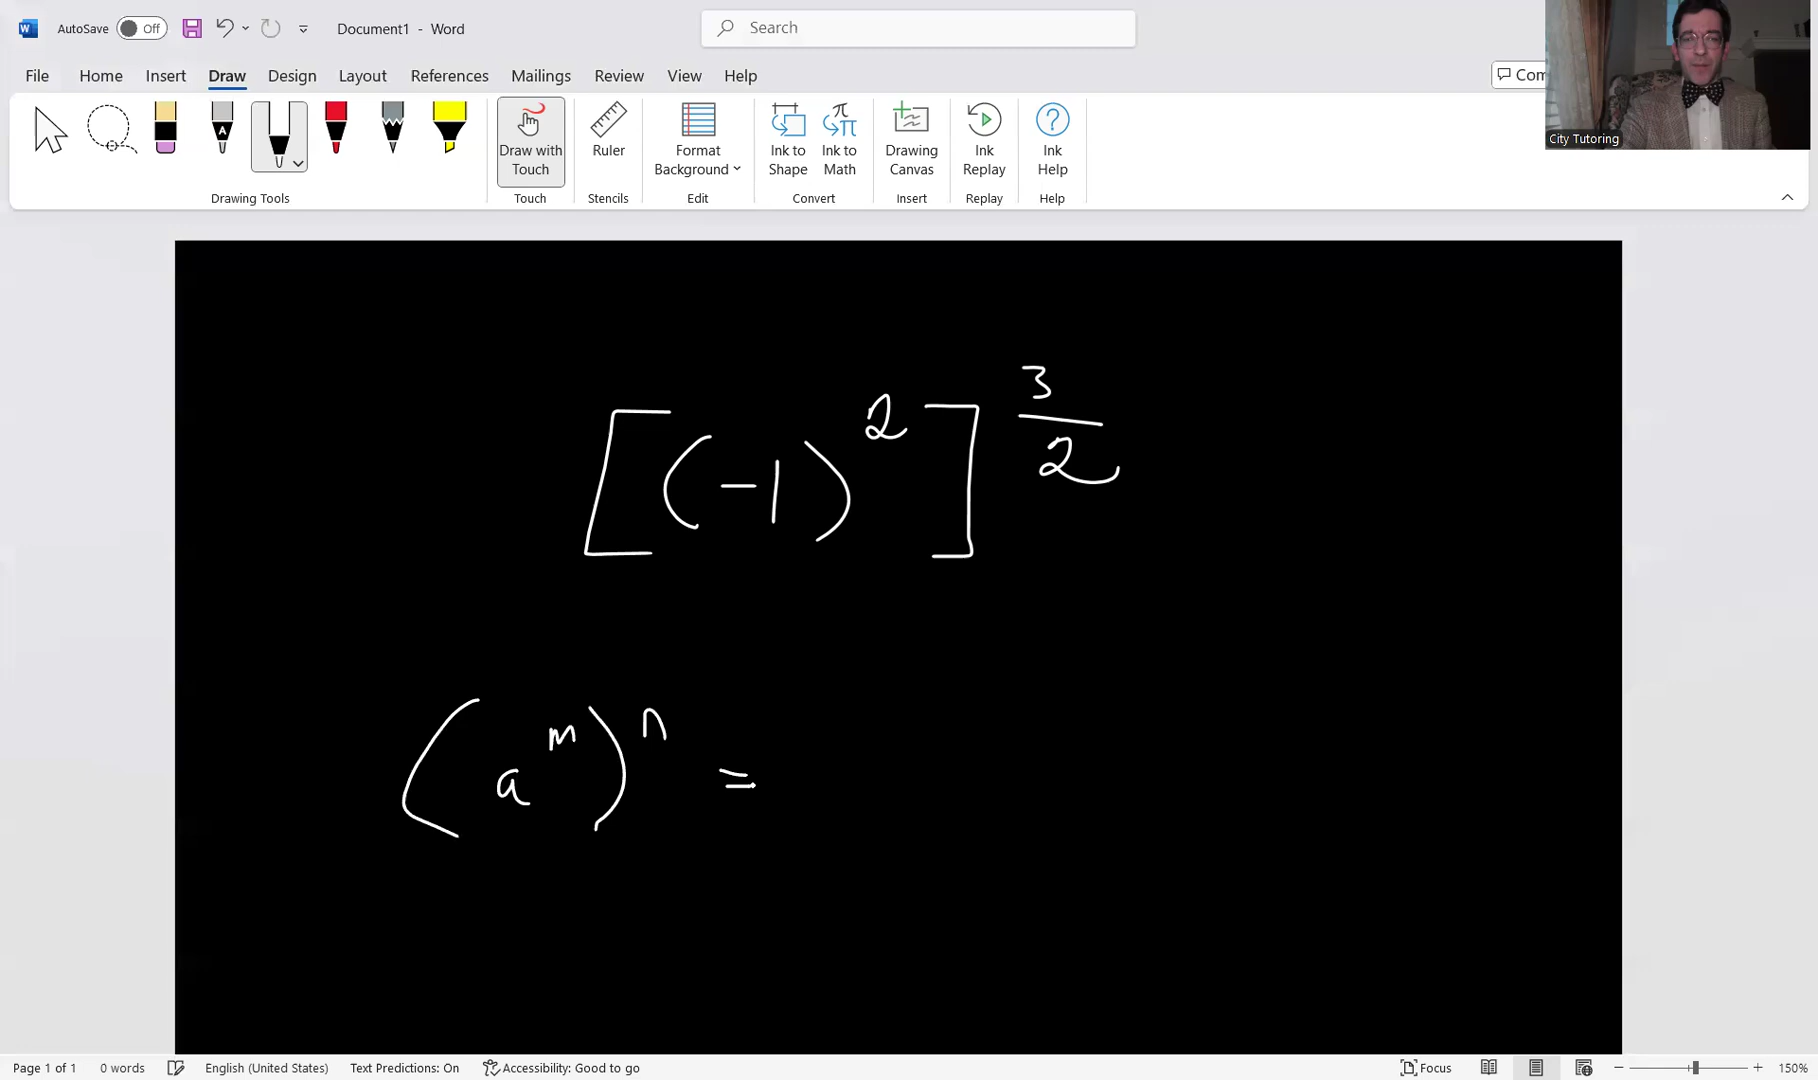 AutoSave Off Document1 - Word Search
File Home Insert Draw Design Layout References Mailings Review View Help Com
City Tutoring
A
Draw with Touch
Ruler
Format Background
Ink to Shape
Ink to Math
Drawing Canvas
Ink Replay
Ink Help
Drawing Tools Touch Stencils Edit Convert Insert Replay Help
[(-1)^2]^{3/2}
(a^m)^n =
Page 1 of 1 0 words English (United States) Text Predictions: On Accessibility: Good to go Focus 150%